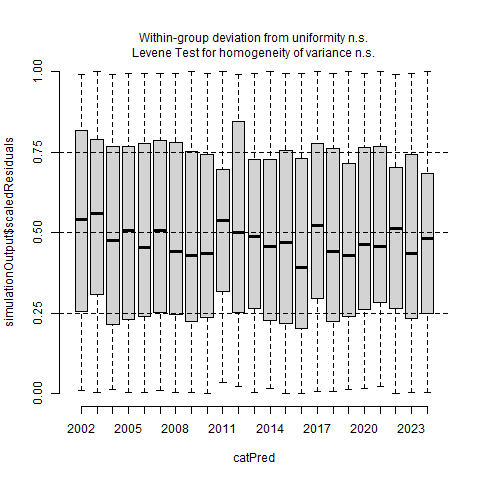 Within-group deviation from uniformity n.s.
Levene Test for homogeneity of variance n.s.
simulationOutput$scaledResiduals
1.00
0.75
0.50
0.25
0.00
2002 2005 2008 2011 2014 2017 2020 2023
catPred